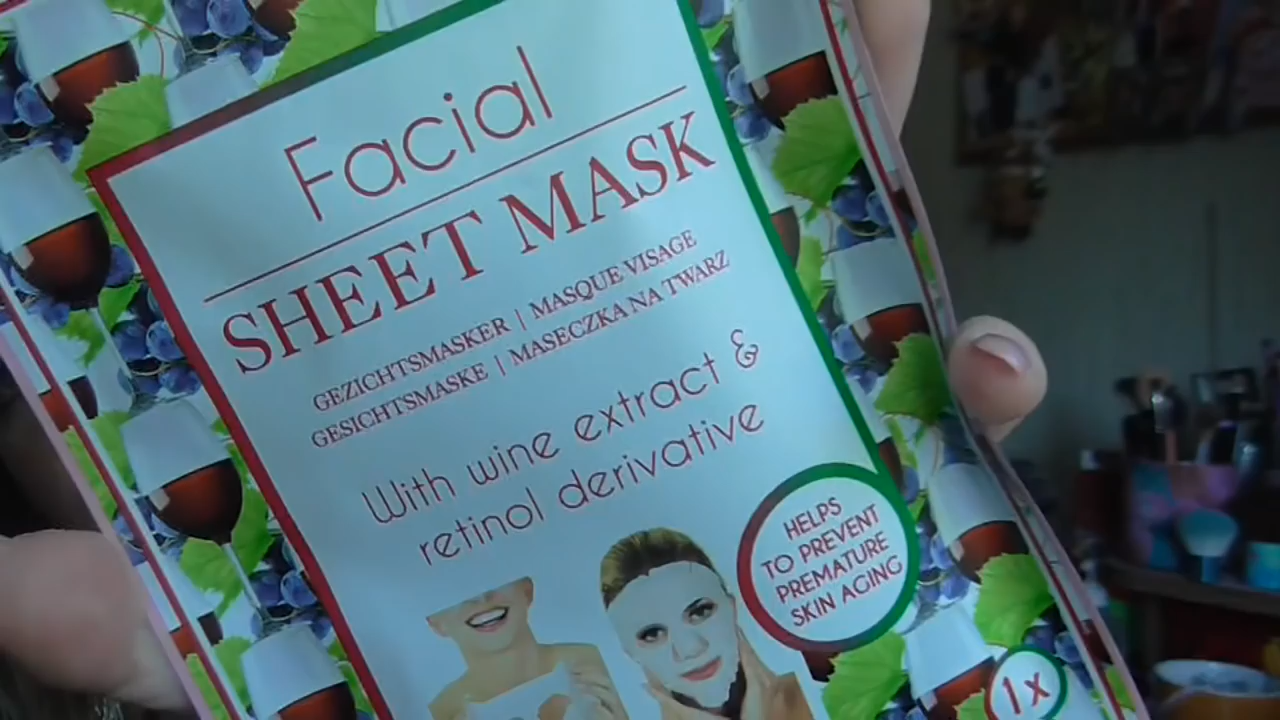 Facial
SHEET MASK
GEZICHTSMASKER | MASQUE VISAGE
GESICHTSMASKE | MASECZKA NA TWARZ
With wine extract &
retinol derivative
HELPS
TO PREVENT
PREMATURE
SKIN AGING
1x